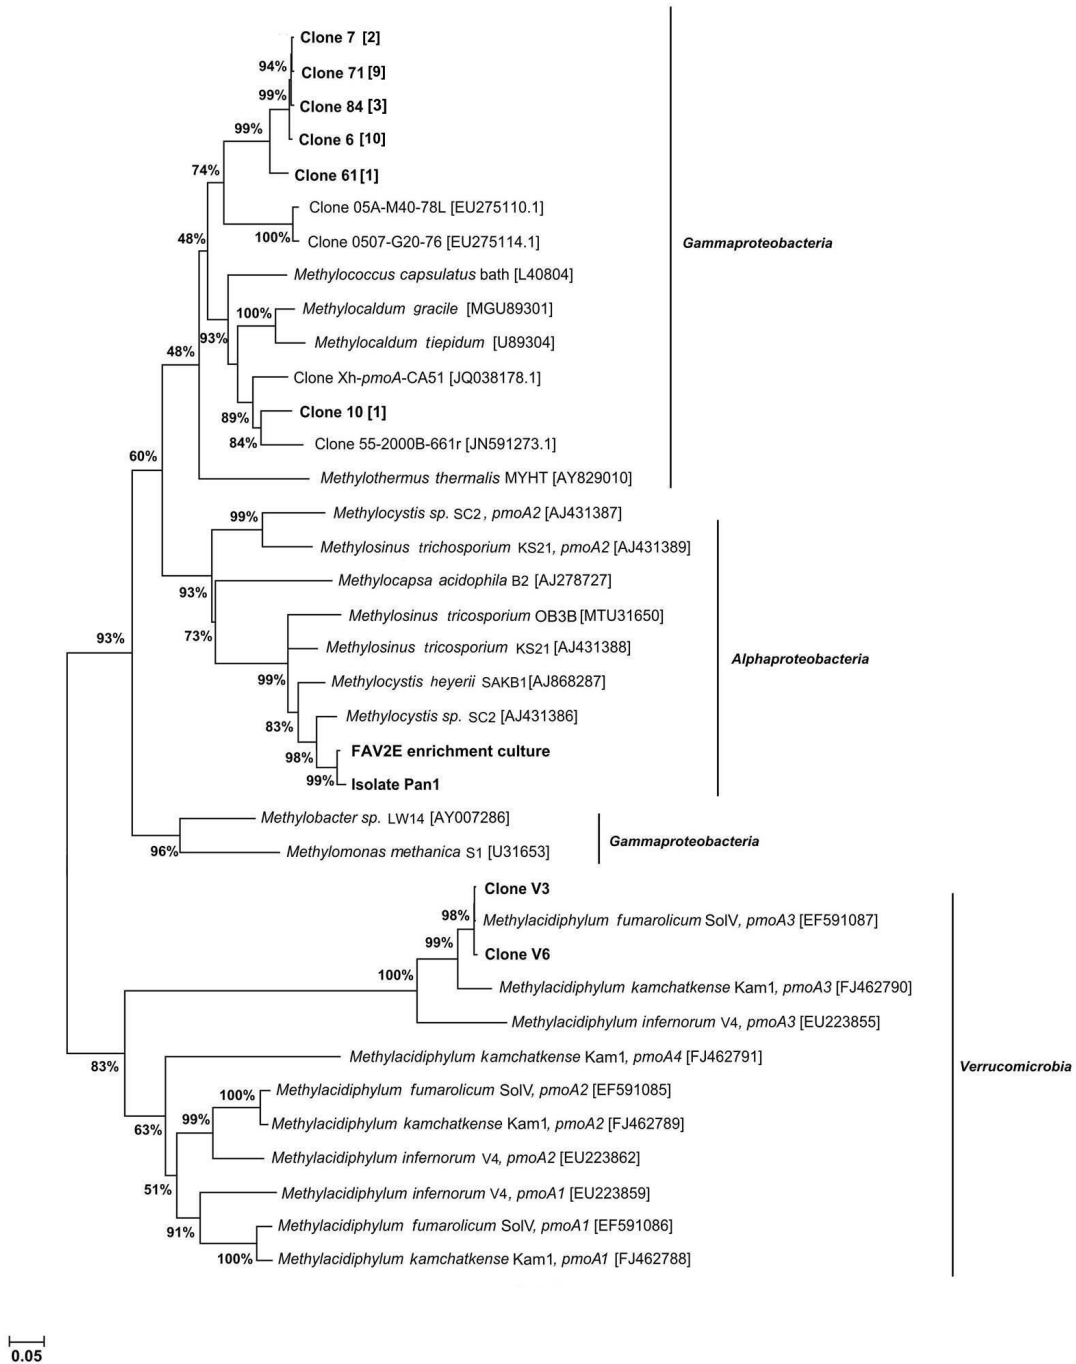 Clone 7 [2]
94%
Clone 71 [9]
99%
Clone 84 [3]
99%
Clone 6 [10]
74%
Clone 61 [1]
Clone 05A-M40-78L [EU275110.1]
48%
100%
Clone 0507-G20-76 [EU275114.1]
Gammaproteobacteria
Methylococcus capsulatus bath [L40804]
100%
Methylocaldum gracile [MGU89301]
93%
Methylocaldum tiepidum [U89304]
48%
Clone Xh-pmoA-CA51 [JQ038178.1]
89%
Clone 10 [1]
84%
Clone 55-2000B-661r [JN591273.1]
60%
Methylothermus thermalis MYHT [AY829010]
99%
Methylocystis sp. SC2, pmoA2 [AJ431387]
Methylosinus trichosporium KS21, pmoA2 [AJ431389]
93%
Methylocapsa acidophila B2 [AJ278727]
73%
Methylosinus tricosporium OB3B [MTU31650]
93%
Methylosinus tricosporium KS21 [AJ431388]
Alphaproteobacteria
99%
Methylocystis heyerii SAKB1[AJ868287]
83%
Methylocystis sp. SC2 [AJ431386]
98%
FAV2E enrichment culture
99%
Isolate Pan1
Methylobacter sp. LW14 [AY007286]
Gammaproteobacteria
96%
Methylomonas methanica S1 [U31653]
Clone V3
98%
Methylacidiphylum fumarolicum SolV, pmoA3 [EF591087]
99%
Clone V6
100%
Methylacidiphylum kamchatkense Kam1, pmoA3 [FJ462790]
Methylacidiphylum infernorum V4, pmoA3 [EU223855]
83%
Methylacidiphylum kamchatkense Kam1, pmoA4 [FJ462791]
Verrucomicrobia
100%
Methylacidiphylum fumarolicum SolV, pmoA2 [EF591085]
99%
Methylacidiphylum kamchatkense Kam1, pmoA2 [FJ462789]
63%
Methylacidiphylum infernorum V4, pmoA2 [EU223862]
51%
Methylacidiphylum infernorum V4, pmoA1 [EU223859]
91%
Methylacidiphylum fumarolicum SolV, pmoA1 [EF591086]
100%
Methylacidiphylum kamchatkense Kam1, pmoA1 [FJ462788]
0.05